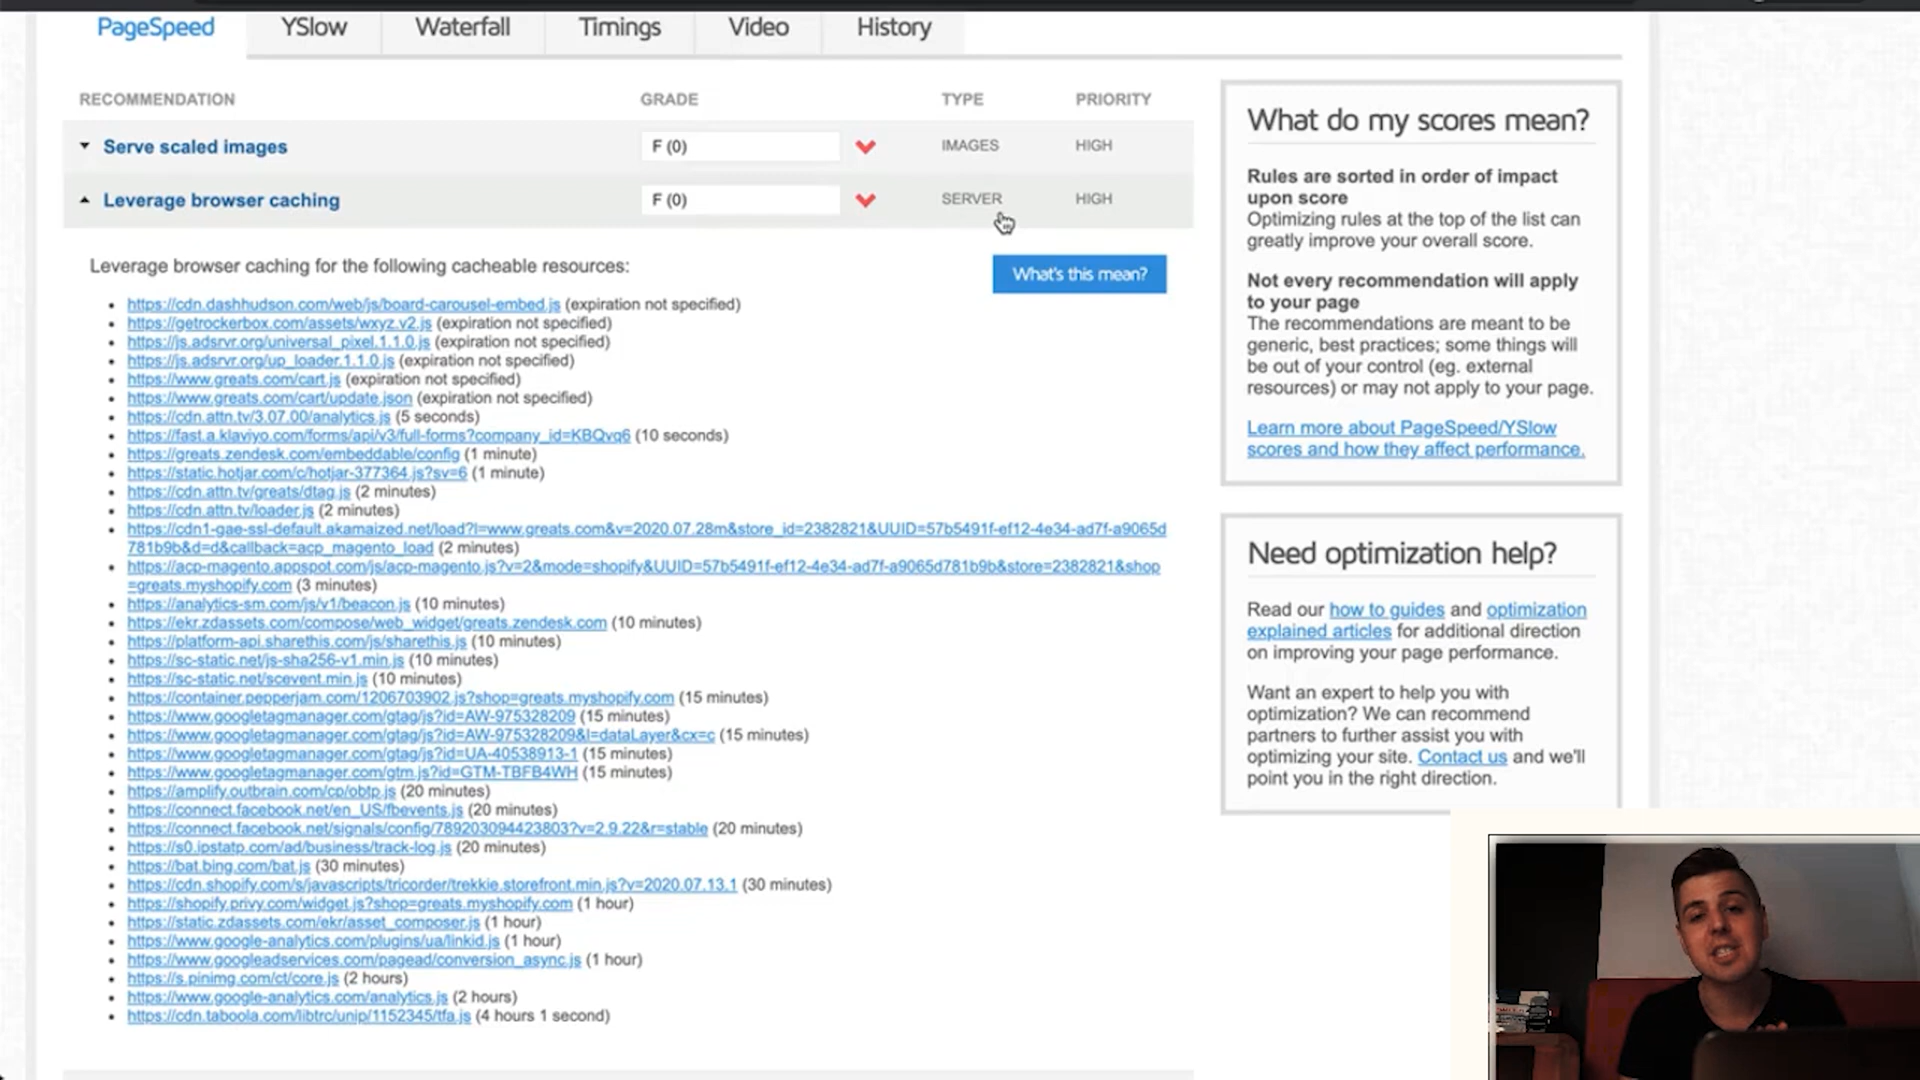 PageSpeed YSlow Waterfall Timings Video History
RECOMMENDATION GRADE TYPE PRIORITY
Serve scaled images F (0) IMAGES HIGH
Leverage browser caching F (0) SERVER HIGH
Leverage browser caching for the following cacheable resources:
What's this mean?
https://cdn.dashhudson.com/web/js/board-carousel-embed.js (expiration not specified)
https://getrockerbox.com/assets/wxyz.v2.js (expiration not specified)
https://js.adsrvr.org/universal_pixel.1.1.0.js (expiration not specified)
https://js.adsrvr.org/up_loader.1.1.0.js (expiration not specified)
https://www.greats.com/cart.js (expiration not specified)
https://www.greats.com/cart/update.json (expiration not specified)
https://cdn.attn.tv/3.07.00/analytics.js (5 seconds)
https://fast.a.klaviyo.com/forms/api/v3/full-forms?company_id=KBQvq6 (10 seconds)
https://greats.zendesk.com/embeddable/config (1 minute)
https://static.hotjar.com/c/hotjar-377364.js?sv=6 (1 minute)
https://cdn.attn.tv/greats/dtag.js (2 minutes)
https://cdn.attn.tv/loader.js (2 minutes)
https://cdn1-gae-ssl-default.akamaized.net/load?l=www.greats.com&v=2020.07.28m&store_id=2382821&UUID=57b5491f-ef12-4e34-ad7f-a9065d
781b9b&d=d&callback=acp_magento_load (2 minutes)
https://acp-magento.appspot.com/js/acp-magento.js?v=2&mode=shopify&UUID=57b5491f-ef12-4e34-ad7f-a9065d781b9b&store=2382821&shop
=greats.myshopify.com (3 minutes)
https://analytics-sm.com/js/v1/beacon.js (10 minutes)
https://ekr.zdassets.com/compose/web_widget/greats.zendesk.com (10 minutes)
https://platform-api.sharethis.com/js/sharethis.js (10 minutes)
https://sc-static.net/js-sha256-v1.min.js (10 minutes)
https://sc-static.net/scevent.min.js (10 minutes)
https://container.pepperjam.com/1206703902.js?shop=greats.myshopify.com (15 minutes)
https://www.googletagmanager.com/gtag/js?id=AW-975328209 (15 minutes)
https://www.googletagmanager.com/gtag/js?id=AW-975328209&l=dataLayer&cx=c (15 minutes)
https://www.googletagmanager.com/gtag/js?id=UA-40538913-1 (15 minutes)
https://www.googletagmanager.com/gtm.js?id=GTM-TBFB4WH (15 minutes)
https://amplify.outbrain.com/cp/obtp.js (20 minutes)
https://connect.facebook.net/en_US/fbevents.js (20 minutes)
https://connect.facebook.net/signals/config/789203094423803?v=2.9.22&r=stable (20 minutes)
https://s0.ipstatp.com/ad/business/track-log.js (20 minutes)
https://bat.bing.com/bat.js (30 minutes)
https://cdn.shopify.com/s/javascripts/tricorder/trekkie.storefront.min.js?v=2020.07.13.1 (30 minutes)
https://shopify.privy.com/widget.js?shop=greats.myshopify.com (1 hour)
https://static.zdassets.com/ekr/asset_composer.js (1 hour)
https://www.google-analytics.com/plugins/ua/linkid.js (1 hour)
https://www.googleadservices.com/pagead/conversion_async.js (1 hour)
https://s.pinimg.com/ct/core.js (2 hours)
https://www.google-analytics.com/analytics.js (2 hours)
https://cdn.taboola.com/libtrc/unip/1152345/tfa.js (4 hours 1 second)
What do my scores mean?
Rules are sorted in order of impact
upon score
Optimizing rules at the top of the list can
greatly improve your overall score.
Not every recommendation will apply
to your page
The recommendations are meant to be
generic, best practices; some things will
be out of your control (eg. external
resources) or may not apply to your page.
Learn more about PageSpeed/YSlow
scores and how they affect performance.
Need optimization help?
Read our how to guides and optimization
explained articles for additional direction
on improving your page performance.
Want an expert to help you with
optimization? We can recommend
partners to further assist you with
optimizing your site. Contact us and we'll
point you in the right direction.